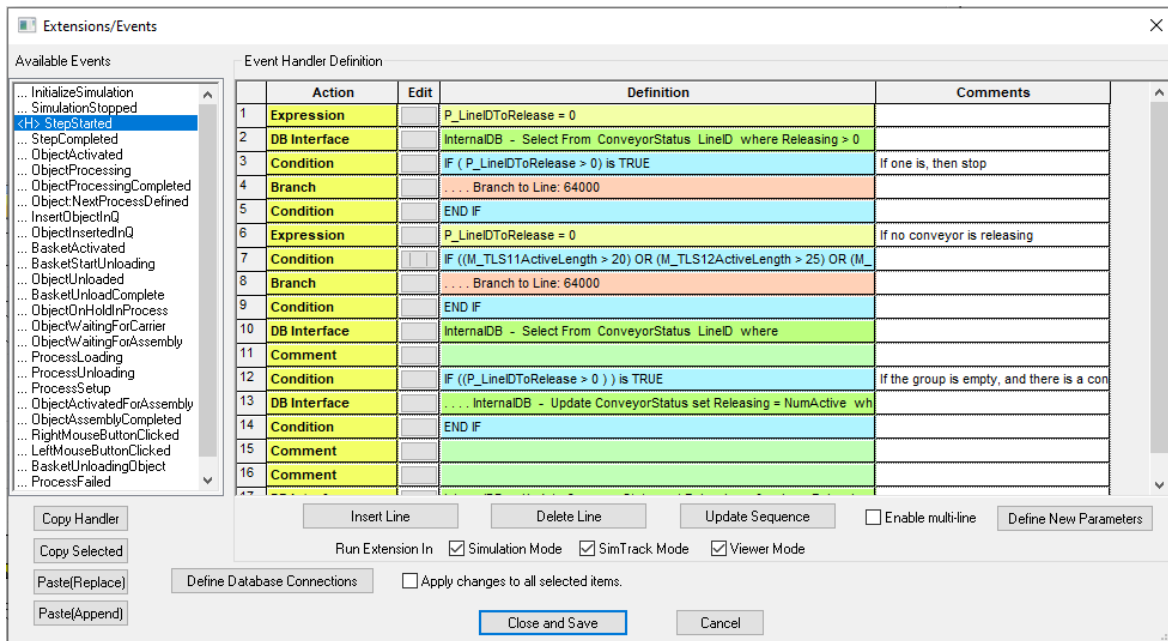 Extensions/Events
Available Events
Event Handler Definition
... InitializeSimulation
... SimulationStopped
<H> StepStarted
... StepCompleted
... ObjectActivated
... ObjectProcessing
... ObjectProcessingCompleted
... Object:NextProcessDefined
... InsertObjectInQ
... ObjectInsertedInQ
... BasketActivated
... BasketStartUnloading
... ObjectUnloaded
... BasketUnloadComplete
... ObjectOnHoldInProcess
... ObjectWaitingForCarrier
... ObjectWaitingForAssembly
... ProcessLoading
... ProcessUnloading
... ProcessSetup
... ObjectActivatedForAssembly
... ObjectAssemblyCompleted
... RightMouseButtonClicked
... LeftMouseButtonClicked
... BasketUnloadingObject
... ProcessFailed
Action Edit Definition Comments
1 Expression P_LineIDToRelease = 0
2 DB Interface InternalDB - Select From ConveyorStatus LineID where Releasing > 0
3 Condition IF ( P_LineIDToRelease > 0) is TRUE If one is, then stop
4 Branch . . . . Branch to Line: 64000
5 Condition END IF
6 Expression P_LineIDToRelease = 0 If no conveyor is releasing
7 Condition IF ((M_TLS11ActiveLength > 20) OR (M_TLS12ActiveLength > 25) OR (M_
8 Branch . . . . Branch to Line: 64000
9 Condition END IF
10 DB Interface InternalDB - Select From ConveyorStatus LineID where
11 Comment
12 Condition IF ((P_LineIDToRelease > 0 ) ) is TRUE If the group is empty, and there is a con
13 DB Interface . . . . InternalDB - Update ConveyorStatus set Releasing = NumActive wh
14 Condition END IF
15 Comment
16 Comment
Copy Handler
Copy Selected
Paste(Replace)
Paste(Append)
Insert Line Delete Line Update Sequence Enable multi-line Define New Parameters
Run Extension In Simulation Mode SimTrack Mode Viewer Mode
Define Database Connections Apply changes to all selected items.
Close and Save Cancel